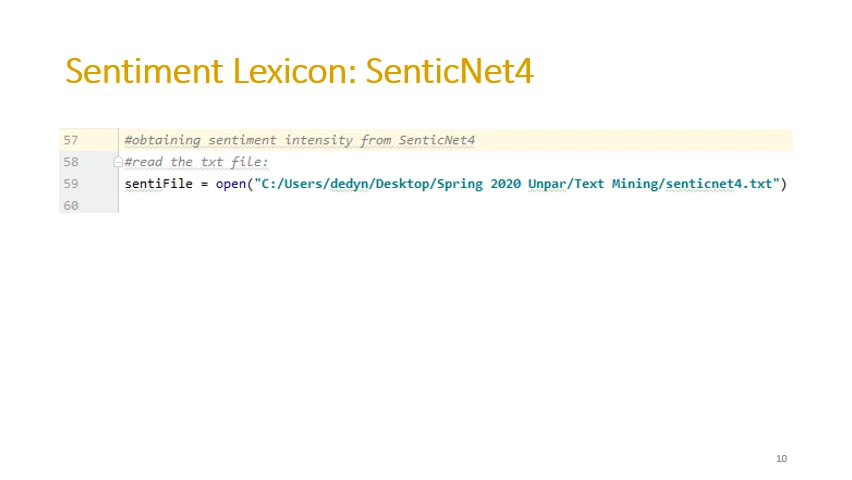 Sentiment Lexicon: SenticNet4
57 #obtaining sentiment intensity from SenticNet4
58 #read the txt file:
59 sentiFile = open("C:/Users/dedyn/Desktop/Spring 2020 Unpar/Text Mining/senticnet4.txt")
60
10